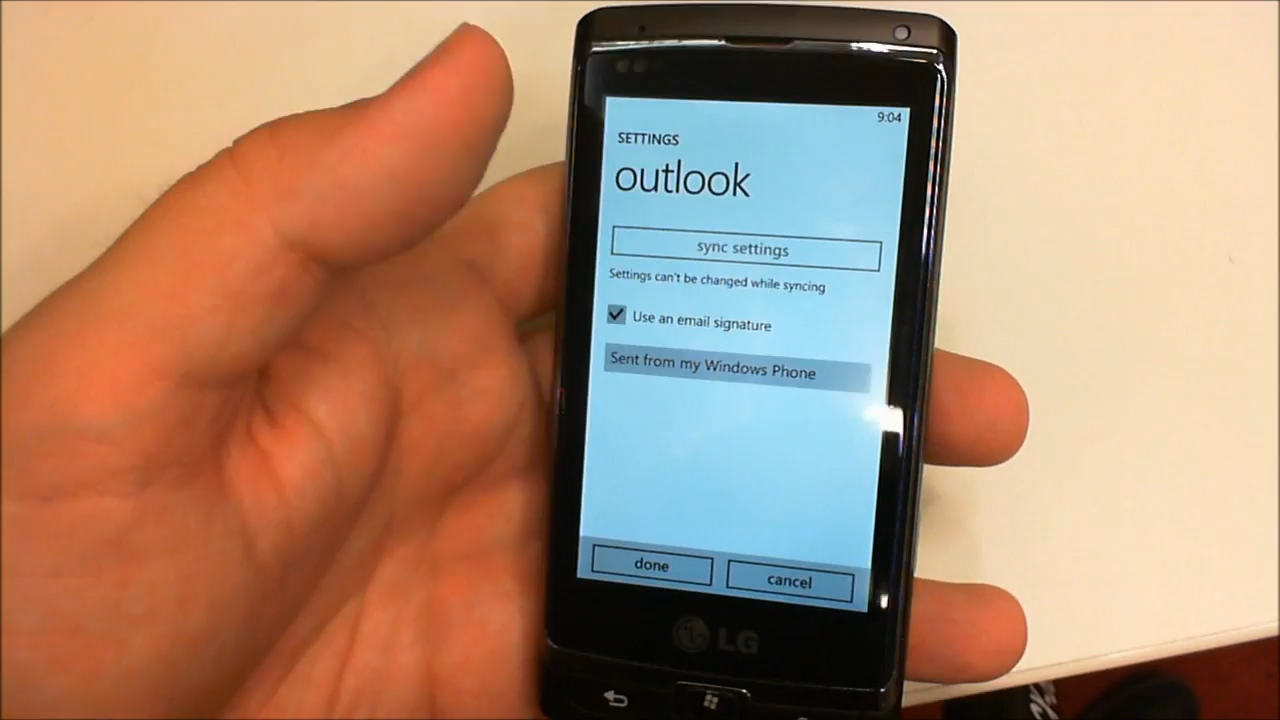 9:04
SETTINGS
outlook
sync settings
Settings can't be changed while syncing
Use an email signature
Sent from my Windows Phone
done
cancel
LG